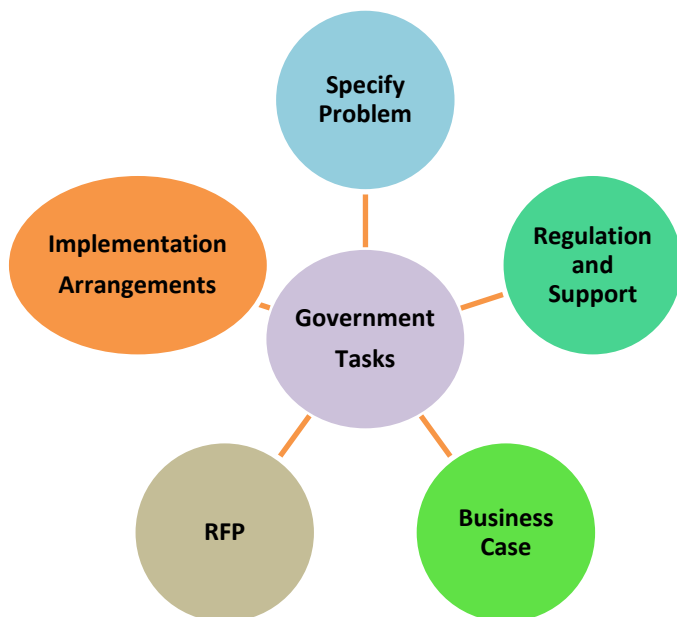 Specify
Problem
Implementation
Arrangements
Regulation
and
Support
Government
Tasks
RFP
Business
Case